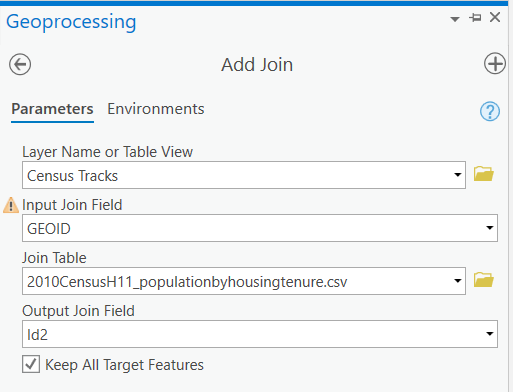 Geoprocessing
Add Join
Parameters Environments
Layer Name or Table View
Census Tracks
Input Join Field
GEOID
Join Table
2010CensusH11_populationbyhousingtenure.csv
Output Join Field
Id2
Keep All Target Features